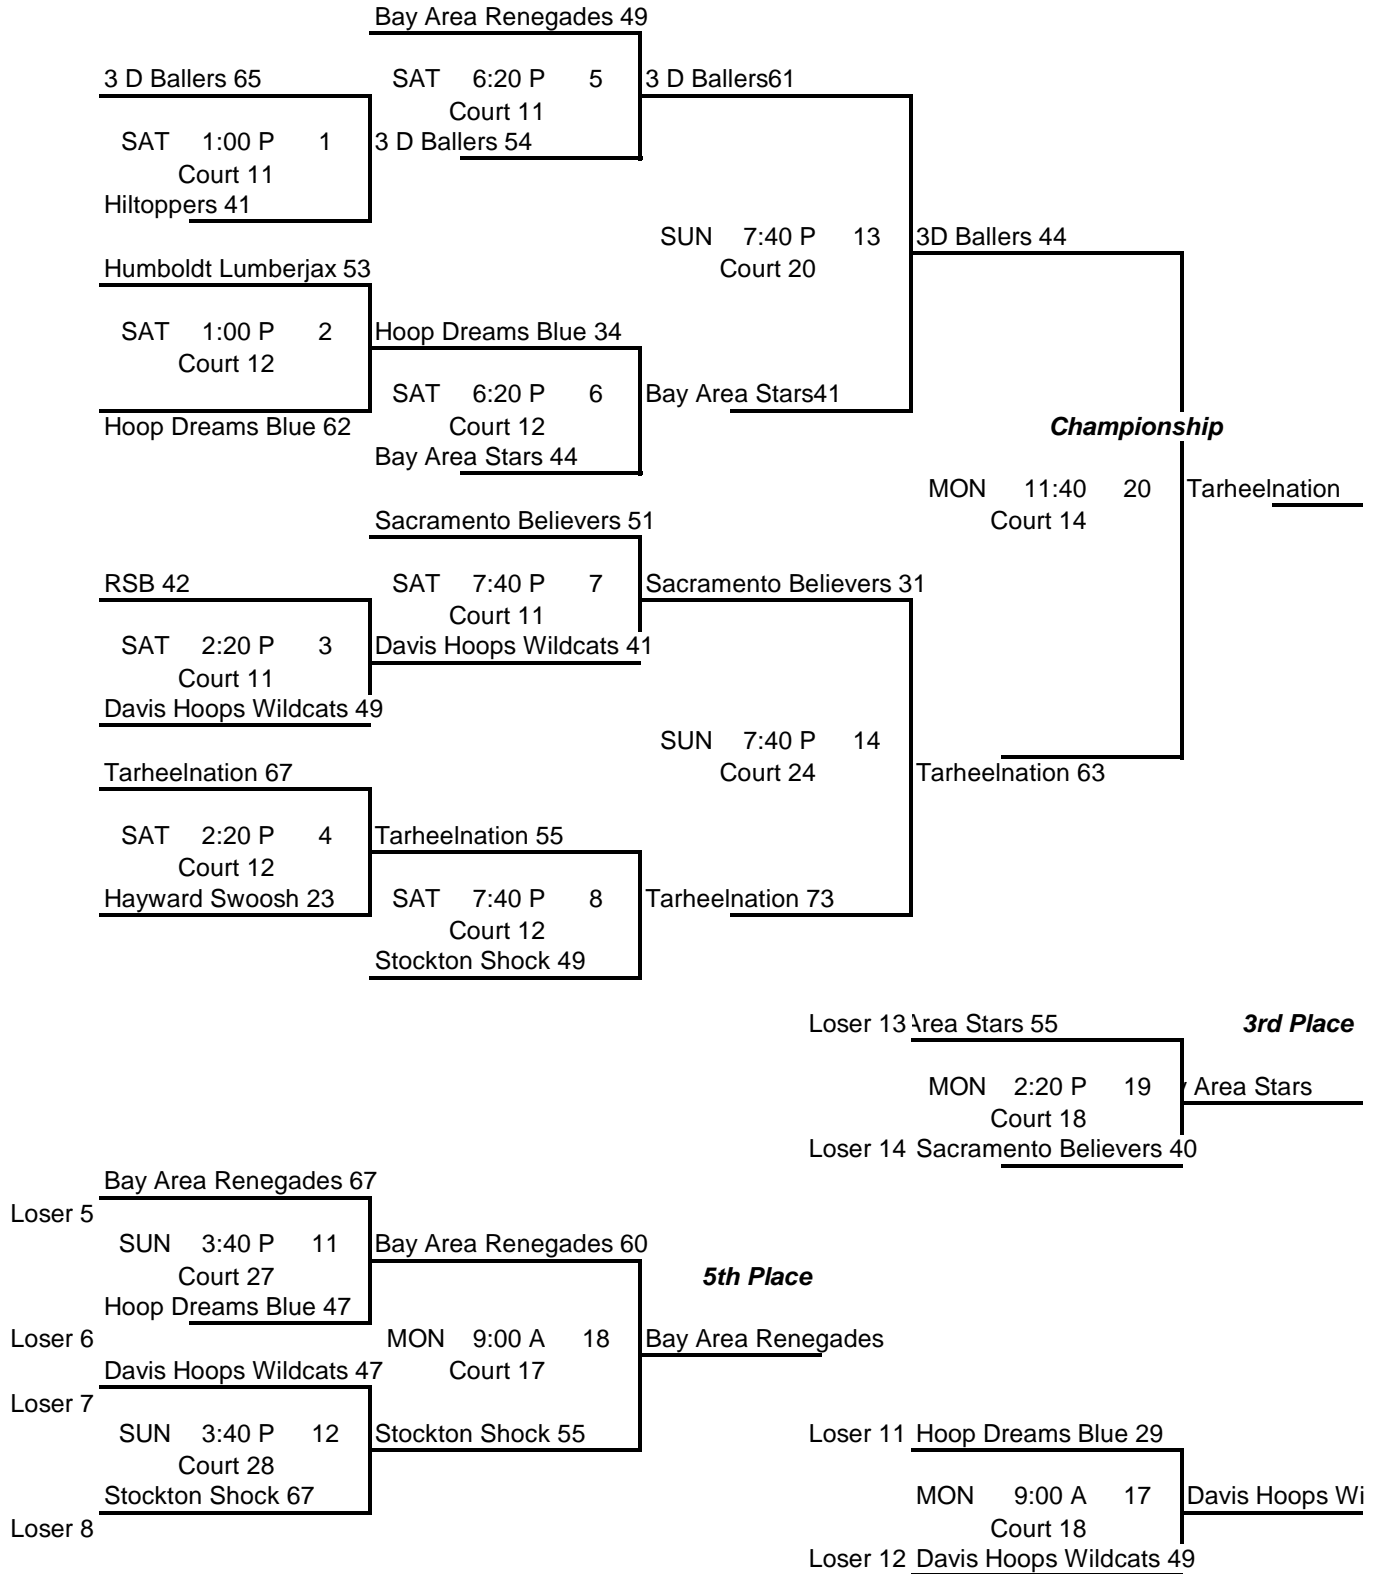 Bay Area Renegades 49
3 D Ballers 65
SAT 6:20 P 5
3 D Ballers61
Court 11
SAT 1:00 P 1
3 D Ballers 54
Court 11
Hiltoppers 41
SUN 7:40 P 13
3D Ballers 44
Humboldt Lumberjax 53
Court 20
SAT 1:00 P 2
Hoop Dreams Blue 34
Court 12
SAT 6:20 P 6
Bay Area Stars41
Hoop Dreams Blue 62
Court 12
Championship
Bay Area Stars 44
MON 11:40 20
Tarheelnation
Sacramento Believers 51
Court 14
RSB 42
SAT 7:40 P 7
Sacramento Believers 31
Court 11
SAT 2:20 P 3
Davis Hoops Wildcats 41
Court 11
Davis Hoops Wildcats 49
SUN 7:40 P 14
Tarheelnation 67
Court 24
Tarheelnation 63
SAT 2:20 P 4
Tarheelnation 55
Court 12
Hayward Swoosh 23
SAT 7:40 P 8
Tarheelnation 73
Court 12
Stockton Shock 49
Loser 13
Area Stars 55
3rd Place
MON 2:20 P 19
Area Stars
Court 18
Loser 14
Sacramento Believers 40
Bay Area Renegades 67
Loser 5
SUN 3:40 P 11
Bay Area Renegades 60
Court 27
5th Place
Hoop Dreams Blue 47
Loser 6
MON 9:00 A 18
Bay Area Renegades
Davis Hoops Wildcats 47
Court 17
Loser 7
SUN 3:40 P 12
Stockton Shock 55
Loser 11
Hoop Dreams Blue 29
Court 28
Stockton Shock 67
MON 9:00 A 17
Davis Hoops Wi
Loser 8
Court 18
Loser 12
Davis Hoops Wildcats 49